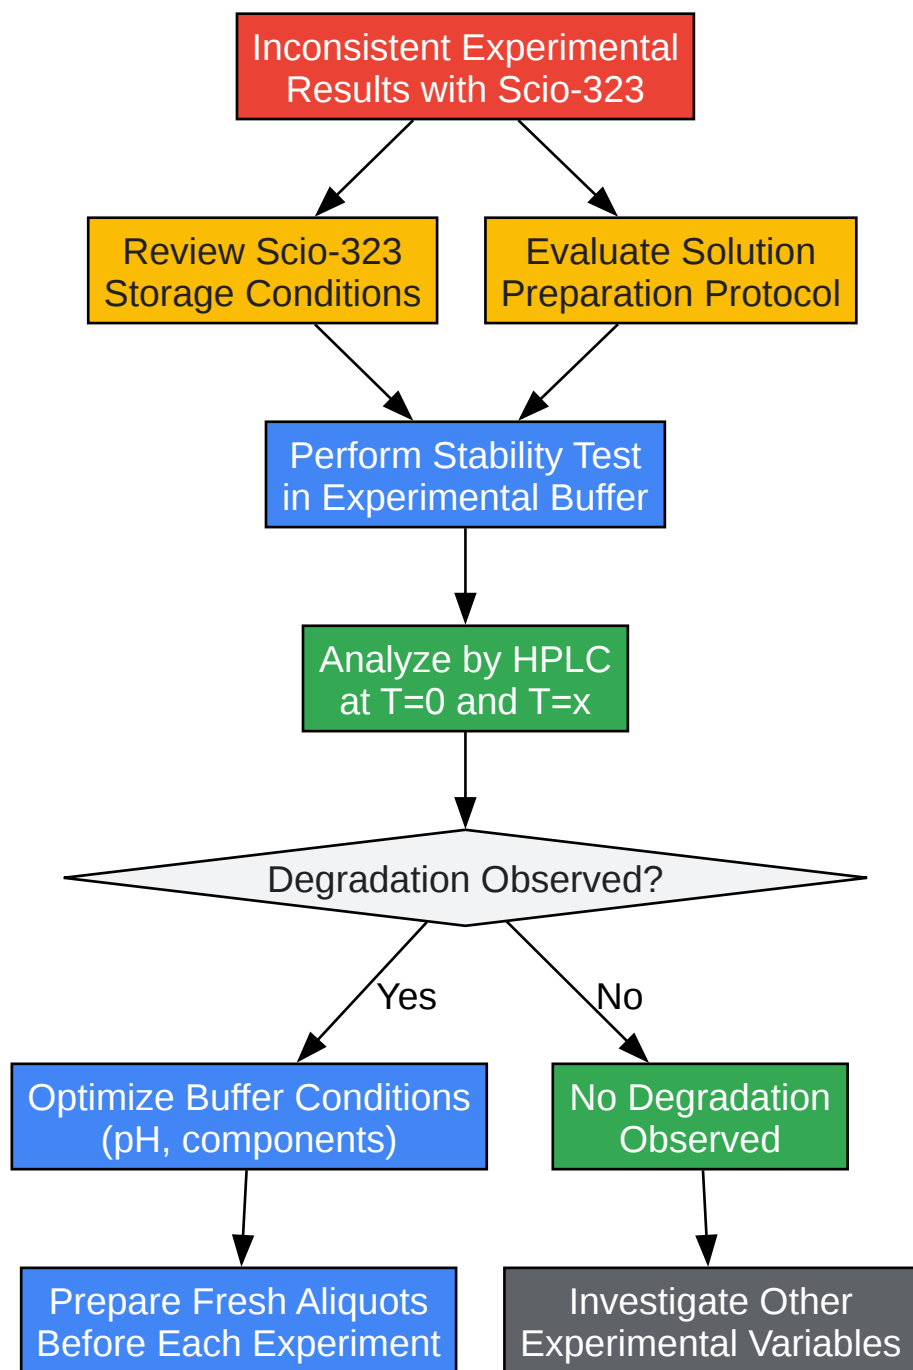 Inconsistent Experimental
Results with Scio-323
Review Scio-323
Storage Conditions
Evaluate Solution
Preparation Protocol
Perform Stability Test
in Experimental Buffer
Analyze by HPLC
at T=0 and T=x
Degradation Observed?
Yes
No
Optimize Buffer Conditions
(pH, components)
No Degradation
Observed
Prepare Fresh Aliquots
Before Each Experiment
Investigate Other
Experimental Variables